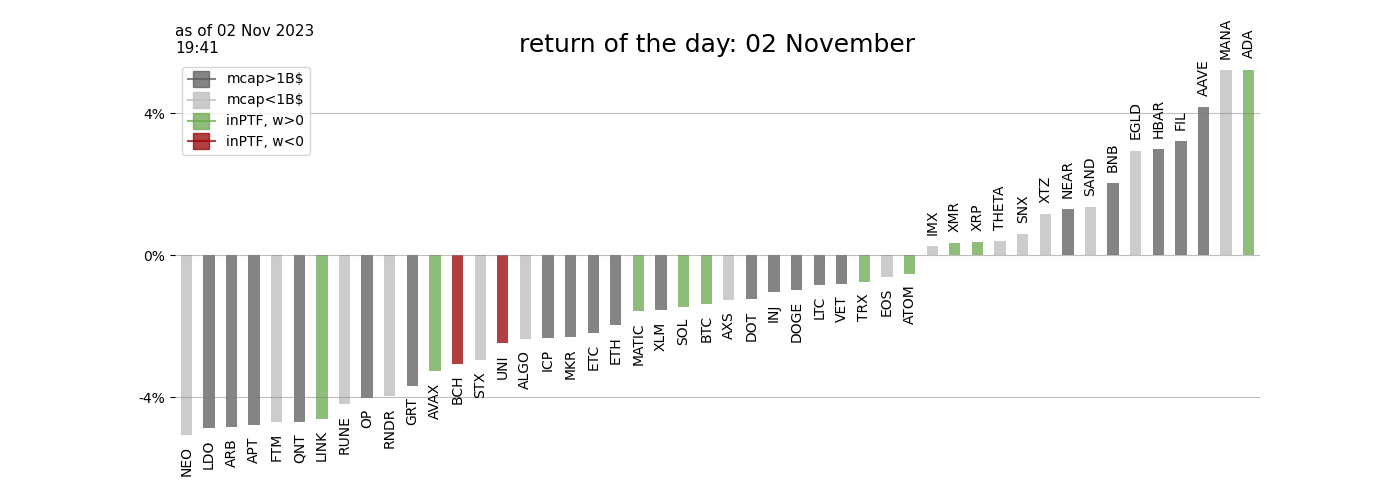 as of 02 Nov 2023
19:41
return of the day: 02 November
mcap>1B$
mcap<1B$
inPTF, w>0
inPTF, w<0
4%
0%
-4%
NEO
LDO
ARB
APT
FTM
QNT
LINK
RUNE
OP
RNDR
GRT
AVAX
BCH
STX
UNI
ALGO
ICP
MKR
ETC
ETH
MATIC
XLM
SOL
BTC
AXS
DOT
INJ
DOGE
LTC
VET
TRX
EOS
ATOM
IMX
XMR
XRP
THETA
SNX
XTZ
NEAR
SAND
BNB
EGLD
HBAR
FIL
AAVE
MANA
ADA